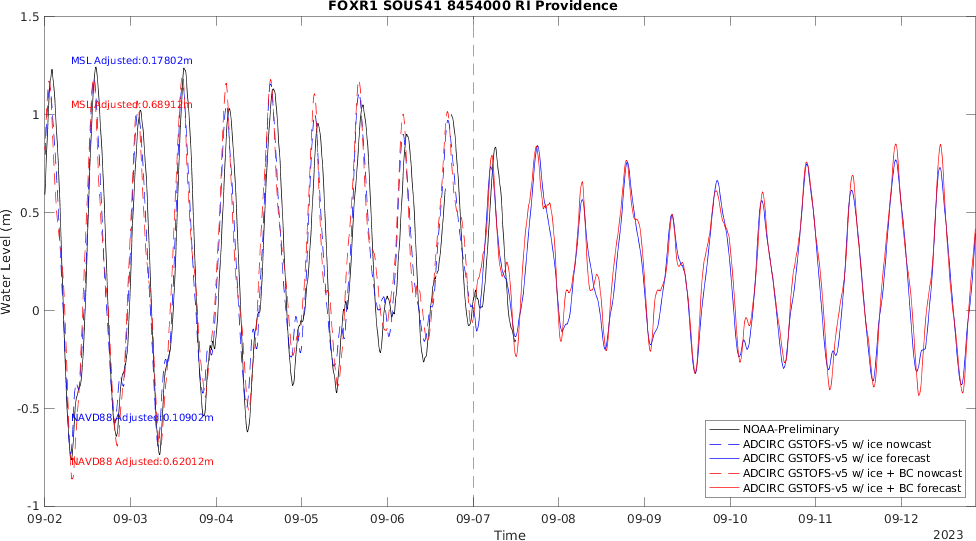 FOXR1 SOUS41 8454000 RI Providence
1.5
MSL Adjusted:0.17802m
MSL Adjusted:0.68912m
1
0.5
Water Level (m)
0
-0.5
NAVD88 Adjusted:0.10902m
NAVD88 Adjusted:0.62012m
NOAA-Preliminary
ADCIRC GSTOFS-v5 w/ ice nowcast
ADCIRC GSTOFS-v5 w/ ice forecast
ADCIRC GSTOFS-v5 w/ ice + BC nowcast
ADCIRC GSTOFS-v5 w/ ice + BC forecast
-1
09-02 09-03 09-04 09-05 09-06 09-07 09-08 09-09 09-10 09-11 09-12
Time
2023